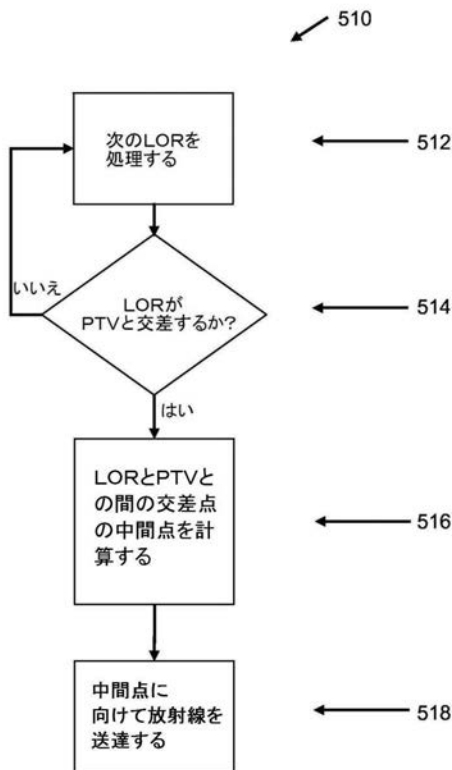 510
次のLORを
処理する
512
いいえ
LORが
PTVと交差するか?
514
はい
LORとPTVと
の間の交差点
の中間点を計
算する
516
中間点に
向けて放射線を
送達する
518